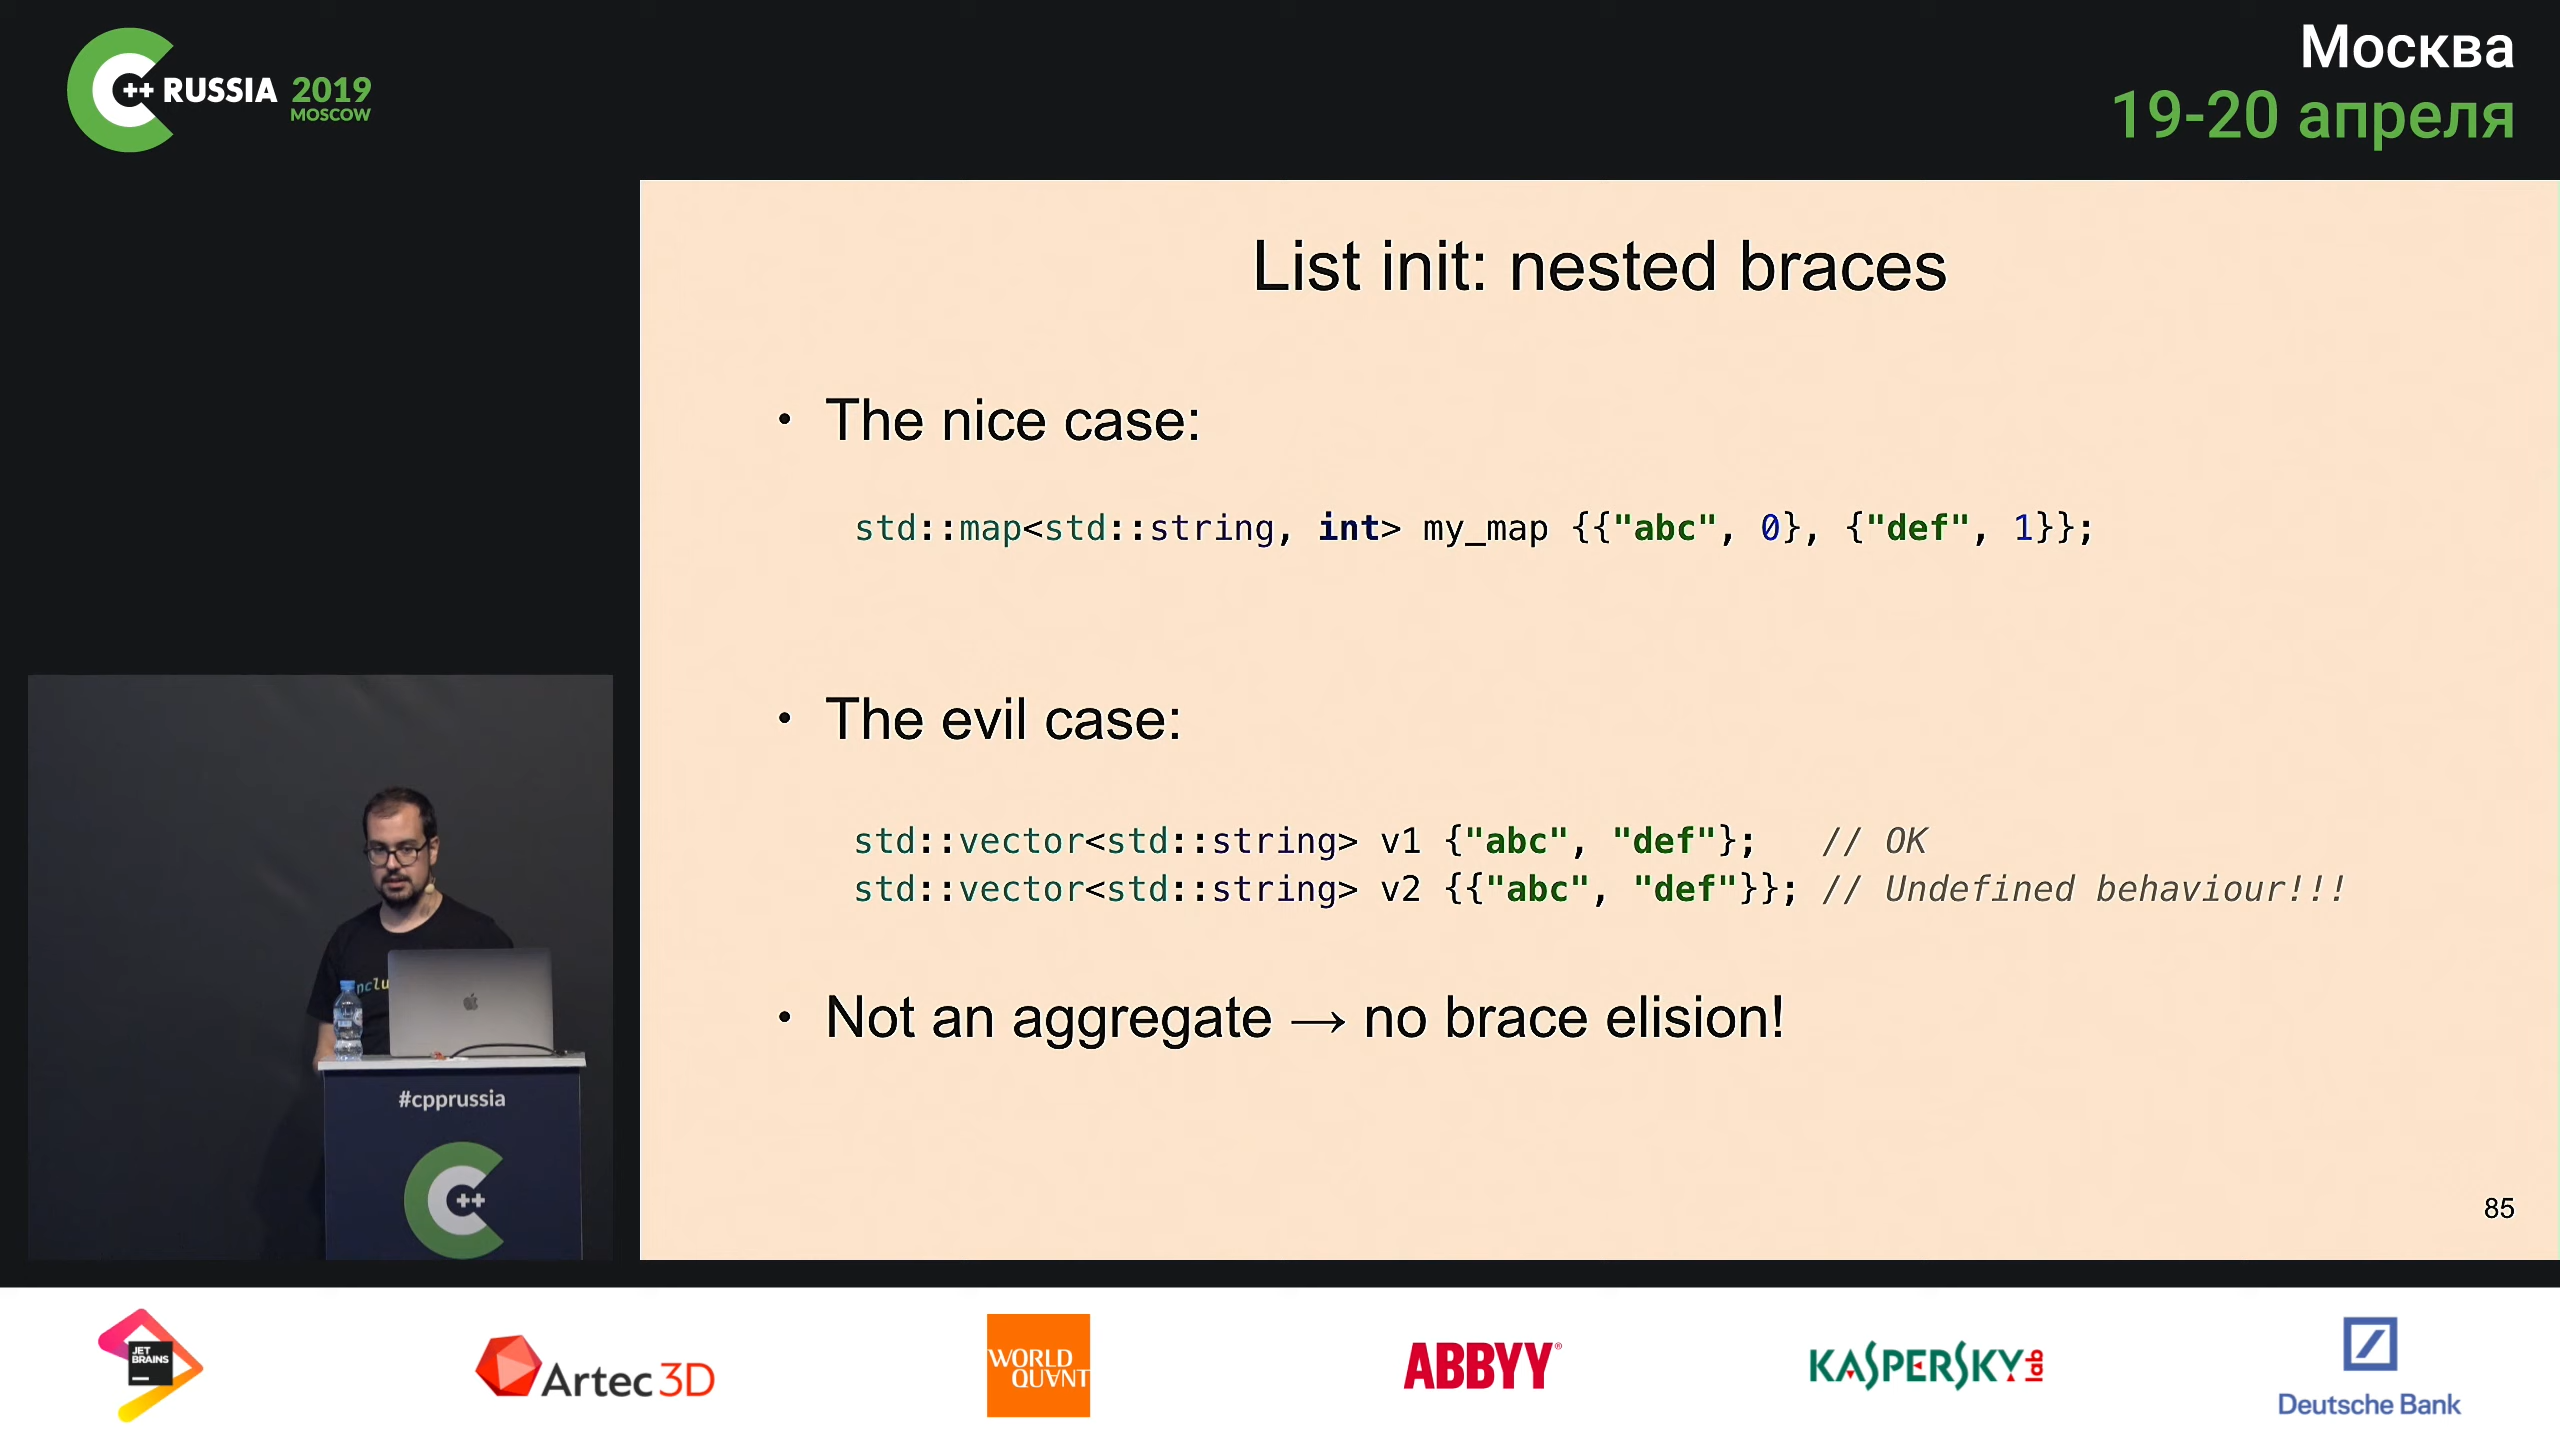 C++ RUSSIA 2019
MOSCOW
Москва
19-20 апреля
List init: nested braces
• The nice case:
std::map<std::string, int> my_map {{"abc", 0}, {"def", 1}};
• The evil case:
std::vector<std::string> v1 {"abc", "def"};   // OK
std::vector<std::string> v2 {{"abc", "def"}}; // Undefined behaviour!!!
• Not an aggregate → no brace elision!
85
nclu
#cpprussia
C++
JET
BRAINS
Artec 3D
WORLD
QUANT
ABBYY®
KASPERSKY lab
Deutsche Bank